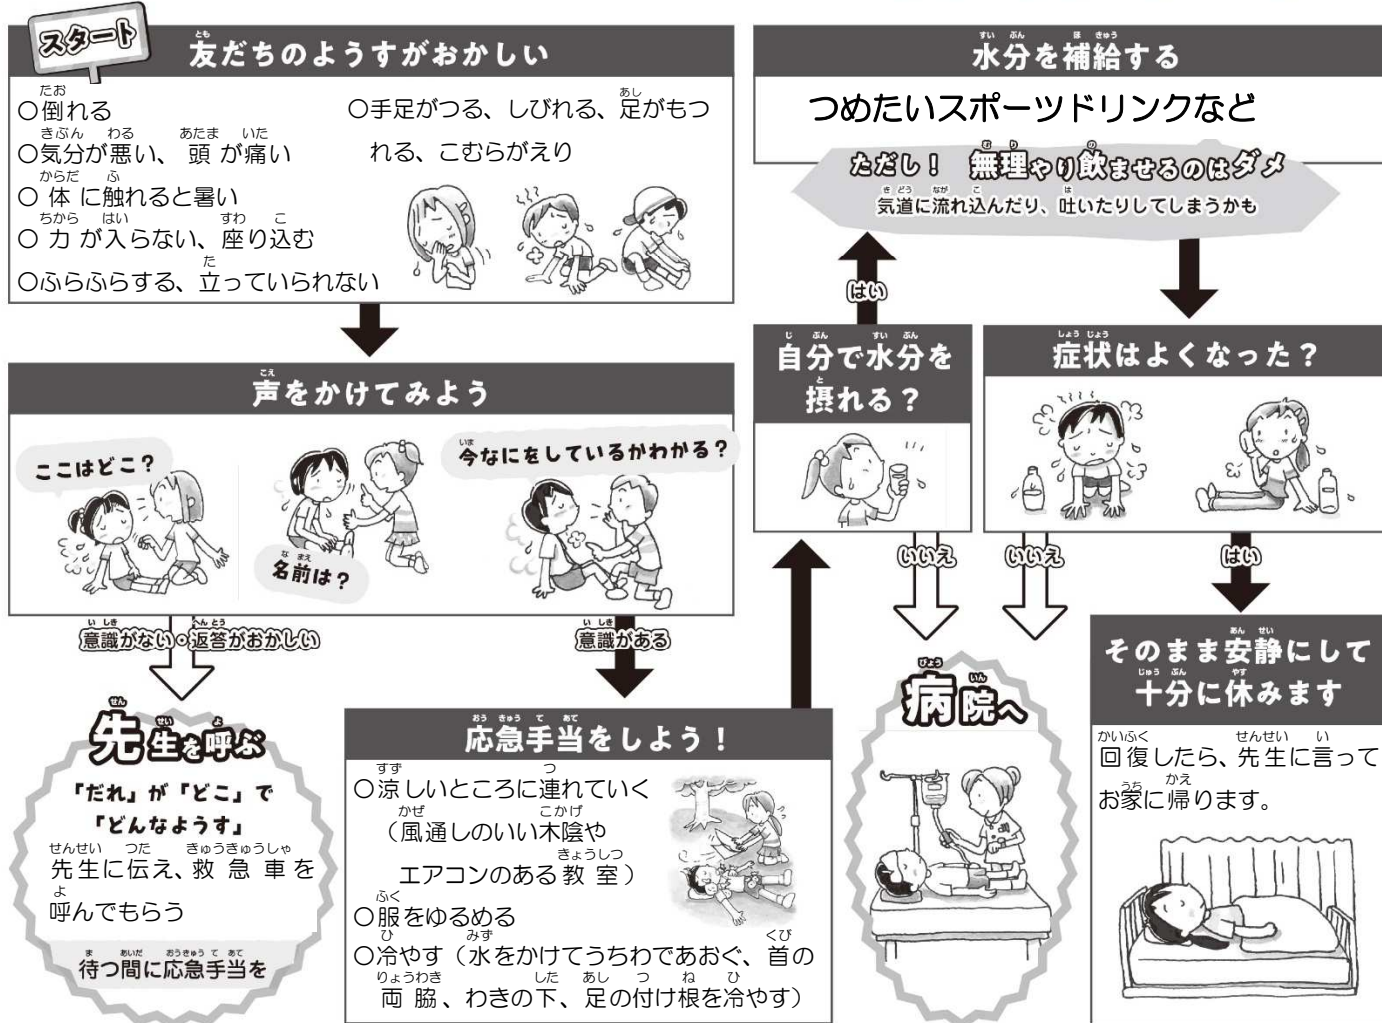 スタート
友だちのようすがおかしい
○倒れる
○気分が悪い、頭が痛い
○体に触れると暑い
○力が入らない、座り込む
○ふらふらする、立っていられない
○手足がつる、しびれる、足がもつ
れる、こむらがえり
声をかけてみよう
ここはどこ?
名前は?
今なにをしているかわかる?
意識がない・返答がおかしい
意識がある
先生を呼ぶ
「だれ」が「どこ」で
「どんなようす」
先生に伝え、救急車を
呼んでもらう
待つ間に応急手当を
応急手当をしよう!
○涼しいところに連れていく
(風通しのいい木陰や
エアコンのある教室)
○服をゆるめる
○冷やす(水をかけてうちわであおぐ、首の
両脇、わきの下、足の付け根を冷やす)
自分で水分を
摂れる?
はい
いいえ
水分を補給する
つめたいスポーツドリンクなど
ただし! 無理やり飲ませるのはダメ
気道に流れ込んだり、吐いたりしてしまうかも
症状はよくなった?
いいえ
はい
病院へ
そのまま安静にして
十分に休みます
回復したら、先生に言って
お家に帰ります。